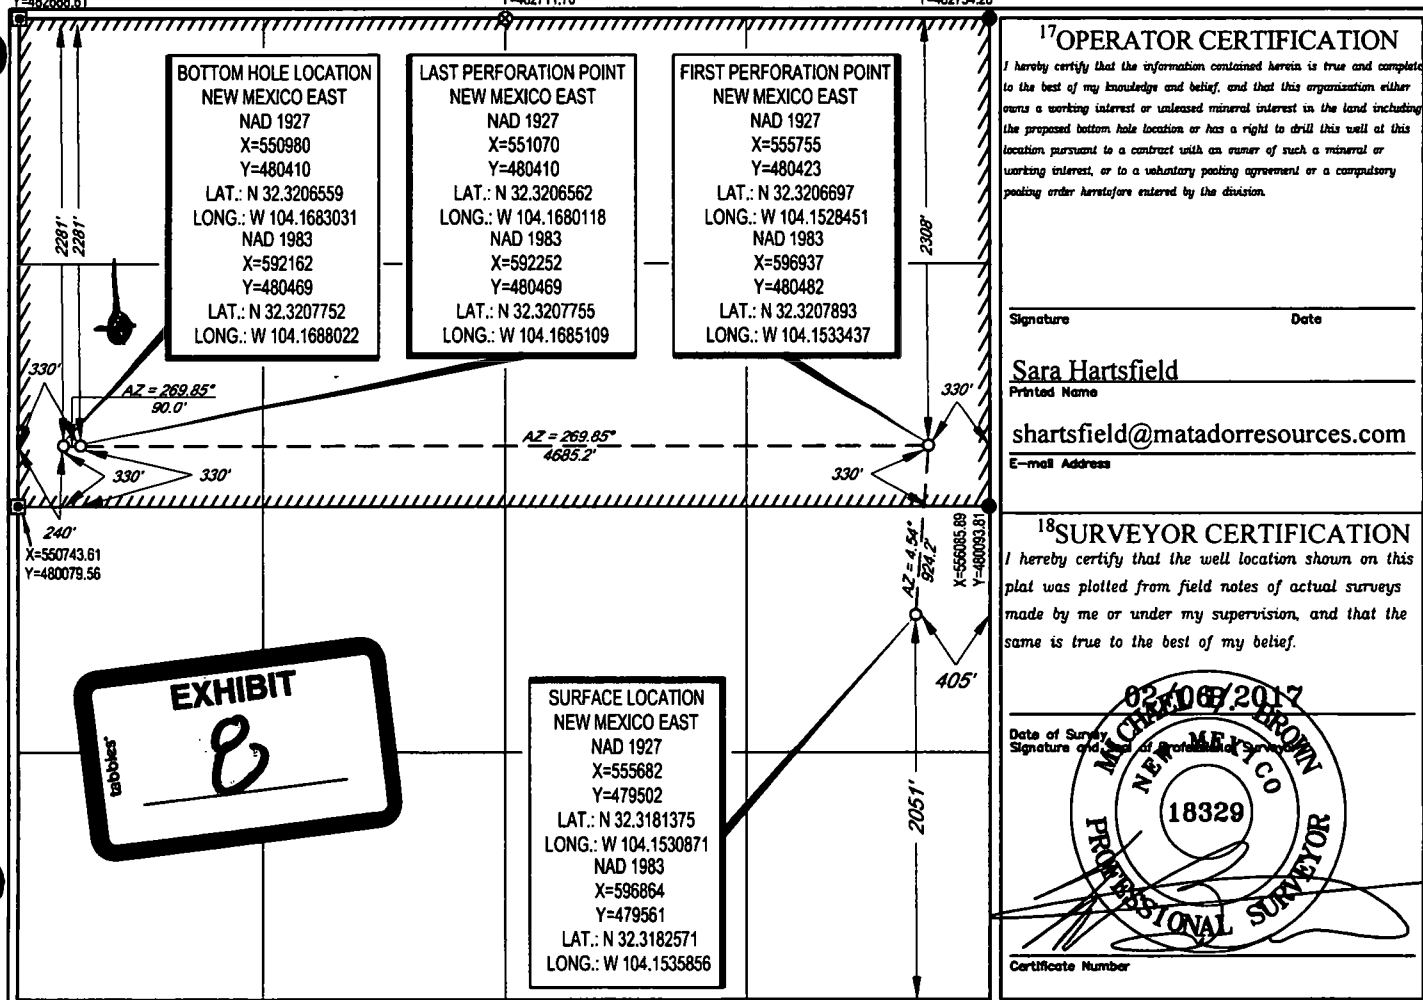 Y=482711.70
2281'
2281'
BOTTOM HOLE LOCATION
NEW MEXICO EAST
NAD 1927
X=550980
Y=480410
LAT.: N 32.3206559
LONG.: W 104.1683031
NAD 1983
X=592162
Y=480469
LAT.: N 32.3207752
LONG.: W 104.1688022
LAST PERFORATION POINT
NEW MEXICO EAST
NAD 1927
X=551070
Y=480410
LAT.: N 32.3206562
LONG.: W 104.1680118
NAD 1983
X=592252
Y=480469
LAT.: N 32.3207755
LONG.: W 104.1685109
FIRST PERFORATION POINT
NEW MEXICO EAST
NAD 1927
X=555755
Y=480423
LAT.: N 32.3206697
LONG.: W 104.1528451
NAD 1983
X=596937
Y=480482
LAT.: N 32.3207893
LONG.: W 104.1533437
2308'
330'
AZ = 269.85°
90.0'
AZ = 269.85°
4685.2'
330'
330'
330'
330'
240'
X=550743.61
Y=480079.56
AZ = 4.54°
924.2'
X=556085.89
Y=480093.81
405'
2051'
EXHIBIT
8
tabbies®
SURFACE LOCATION
NEW MEXICO EAST
NAD 1927
X=555682
Y=479502
LAT.: N 32.3181375
LONG.: W 104.1530871
NAD 1983
X=596864
Y=479561
LAT.: N 32.3182571
LONG.: W 104.1535856
17 OPERATOR CERTIFICATION
I hereby certify that the information contained herein is true and complete
to the best of my knowledge and belief, and that this organization either
owns a working interest or unleased mineral interest in the land including
the proposed bottom hole location or has a right to drill this well at this
location pursuant to a contract with an owner of such a mineral or
working interest, or to a voluntary pooling agreement or a compulsory
pooling order heretofore entered by the division.
Signature Date
Sara Hartsfield
Printed Name
shartsfield@matadorresources.com
E-mail Address
18 SURVEYOR CERTIFICATION
I hereby certify that the well location shown on this
plat was plotted from field notes of actual surveys
made by me or under my supervision, and that the
same is true to the best of my belief.
02/06/2017
Date of Survey
Signature and Seal of Professional Surveyor
MICHAEL B. BROWN
NEW MEXICO
18329
PROFESSIONAL SURVEYOR
Certificate Number